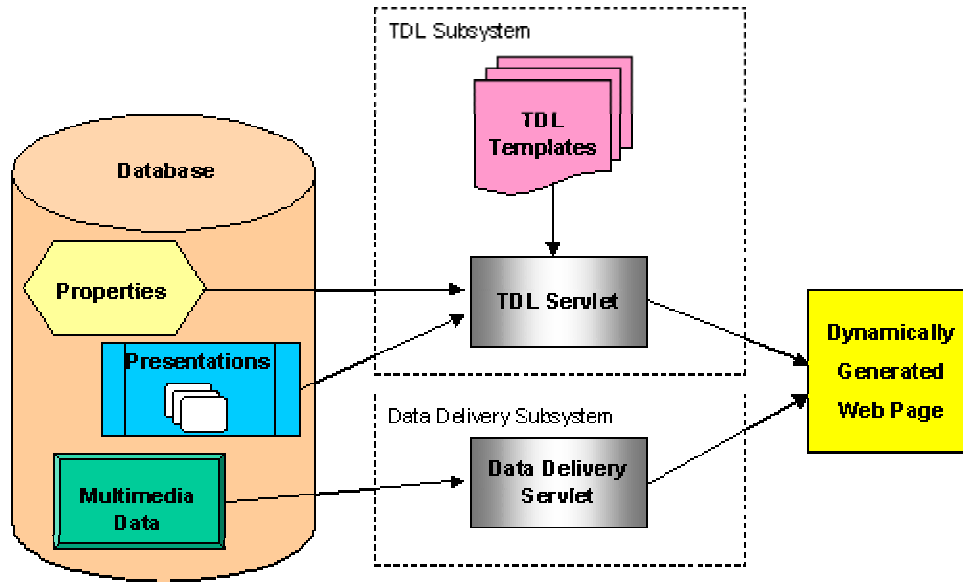 TDL Subsystem
TDL
Templates
Database
Properties
TDL Servlet
Presentations
Dynamically
Generated
Web Page
Data Delivery Subsystem
Data Delivery
Servlet
Multimedia
Data